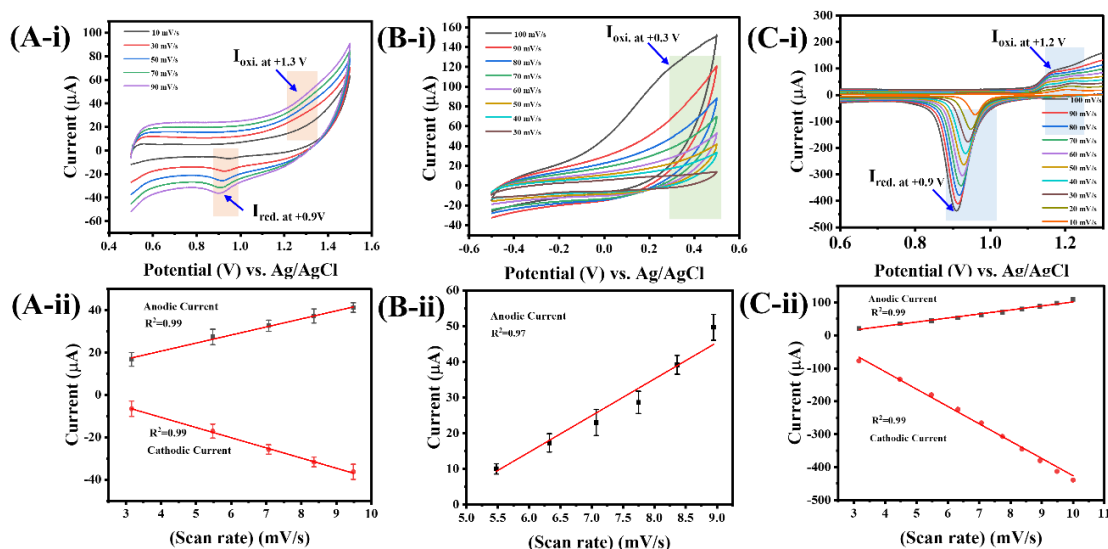 (A-i)
10 mV/s
30 mV/s
50 mV/s
70 mV/s
90 mV/s
I oxi. at +1.3 V
I red. at +0.9V
Current (μA)
100
80
60
40
20
0
-20
-40
-60
0.4 0.6 0.8 1.0 1.2 1.4 1.6
Potential (V) vs. Ag/AgCl
(B-i)
100 mV/s
90 mV/s
80 mV/s
70 mV/s
60 mV/s
50 mV/s
40 mV/s
30 mV/s
I oxi. at +0.3 V
Current (μA)
160
140
120
100
80
60
40
20
0
-20
-40
-0.6 -0.4 -0.2 0.0 0.2 0.4 0.6
Potential (V) vs. Ag/AgCl
(C-i)
I oxi. at +1.2 V
I red. at +0.9 V
100 mV/s
90 mV/s
80 mV/s
70 mV/s
60 mV/s
50 mV/s
40 mV/s
30 mV/s
20 mV/s
10 mV/s
Current (μA)
300
200
100
0
-100
-200
-300
-400
-500
0.6 0.8 1.0 1.2
Potential (V) vs. Ag/AgCl
(A-ii)
Anodic Current
R²=0.99
R²=0.99
Cathodic Current
Current (μA)
40
20
0
-20
-40
3 4 5 6 7 8 9 10
(Scan rate) (mV/s)
(B-ii)
Anodic Current
R²=0.97
Current (μA)
60
50
40
30
20
10
0
5.0 5.5 6.0 6.5 7.0 7.5 8.0 8.5 9.0
(Scan rate) (mV/s)
(C-ii)
Anodic Current
R²=0.99
R²=0.99
Cathodic Current
Current (μA)
100
0
-100
-200
-300
-400
-500
3 4 5 6 7 8 9 10 11
(Scan rate) (mV/s)